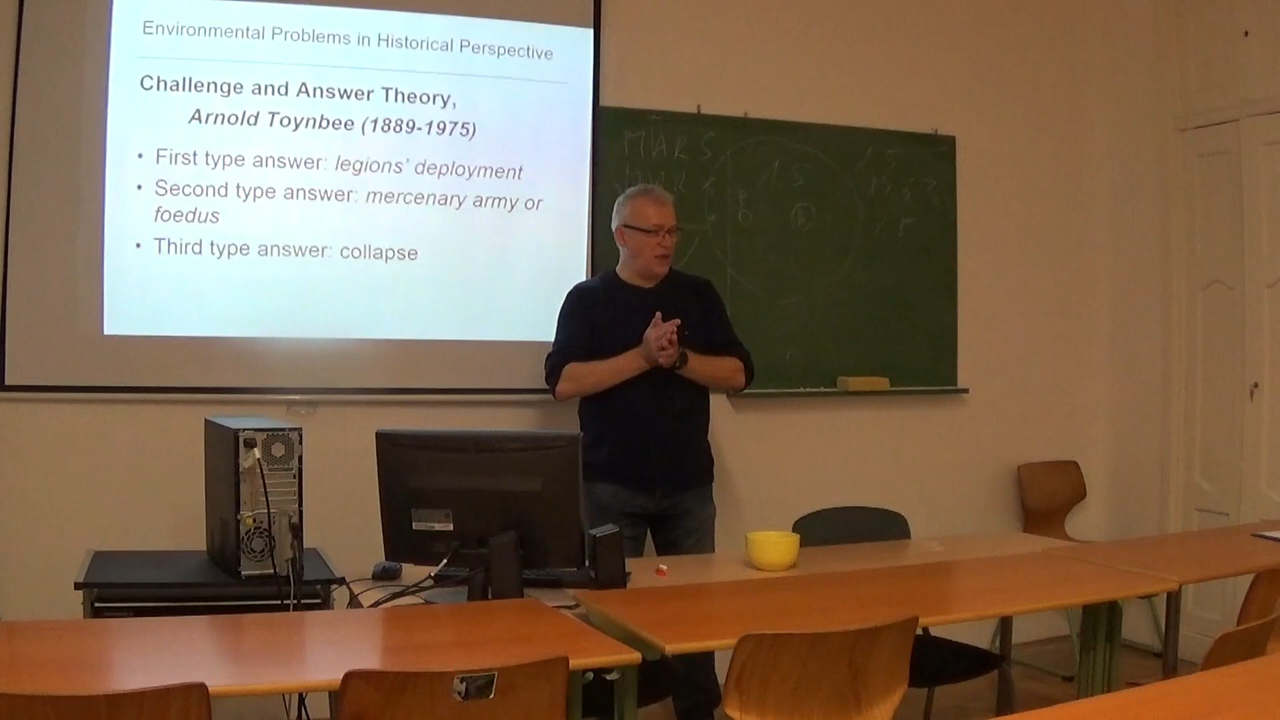 Environmental Problems in Historical Perspective
Challenge and Answer Theory,
Arnold Toynbee (1889-1975)
• First type answer: legions’ deployment
• Second type answer: mercenary army or
foedus
• Third type answer: collapse
MARS
15